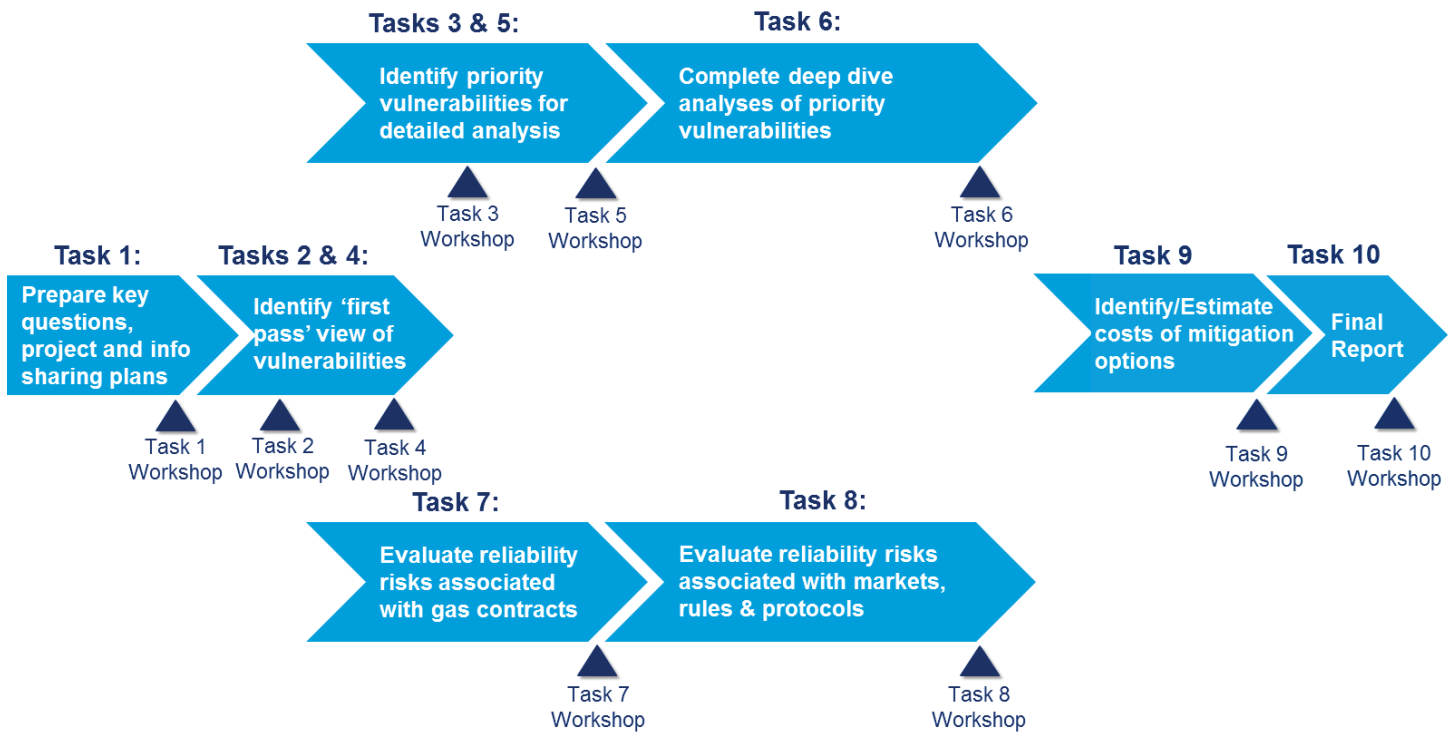 Tasks 3 & 5:
Identify priority
vulnerabilities for
detailed analysis
Task 3
Workshop
Task 5
Workshop
Task 6:
Complete deep dive
analyses of priority
vulnerabilities
Task 6
Workshop
Task 1:
Prepare key
questions,
project and info
sharing plans
Task 1
Workshop
Tasks 2 & 4:
Identify ‘first
pass’ view of
vulnerabilities
Task 2
Workshop
Task 4
Workshop
Task 9
Identify/Estimate
costs of mitigation
options
Task 9
Workshop
Task 10
Final
Report
Task 10
Workshop
Task 7:
Evaluate reliability
risks associated
with gas contracts
Task 7
Workshop
Task 8:
Evaluate reliability risks
associated with markets,
rules & protocols
Task 8
Workshop